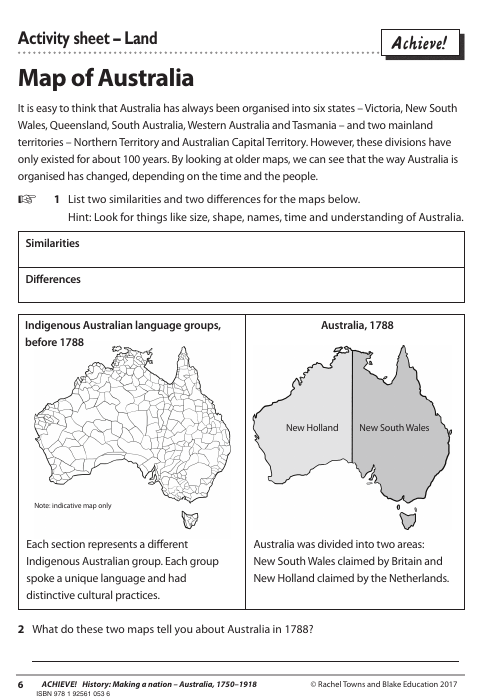 Activity sheet – Land
Achieve!
Map of Australia
It is easy to think that Australia has always been organised into six states – Victoria, New South
Wales, Queensland, South Australia, Western Australia and Tasmania – and two mainland
territories – Northern Territory and Australian Capital Territory. However, these divisions have
only existed for about 100 years. By looking at older maps, we can see that the way Australia is
organised has changed, depending on the time and the people.
1 List two similarities and two differences for the maps below.
Hint: Look for things like size, shape, names, time and understanding of Australia.
Similarities
Differences
Indigenous Australian language groups,
before 1788
Note: indicative map only
Each section represents a different
Indigenous Australian group. Each group
spoke a unique language and had
distinctive cultural practices.
Australia, 1788
New Holland
New South Wales
Australia was divided into two areas:
New South Wales claimed by Britain and
New Holland claimed by the Netherlands.
2 What do these two maps tell you about Australia in 1788?
6 ACHIEVE! History: Making a nation – Australia, 1750–1918
© Rachel Towns and Blake Education 2017
ISBN 978 1 92561 053 6